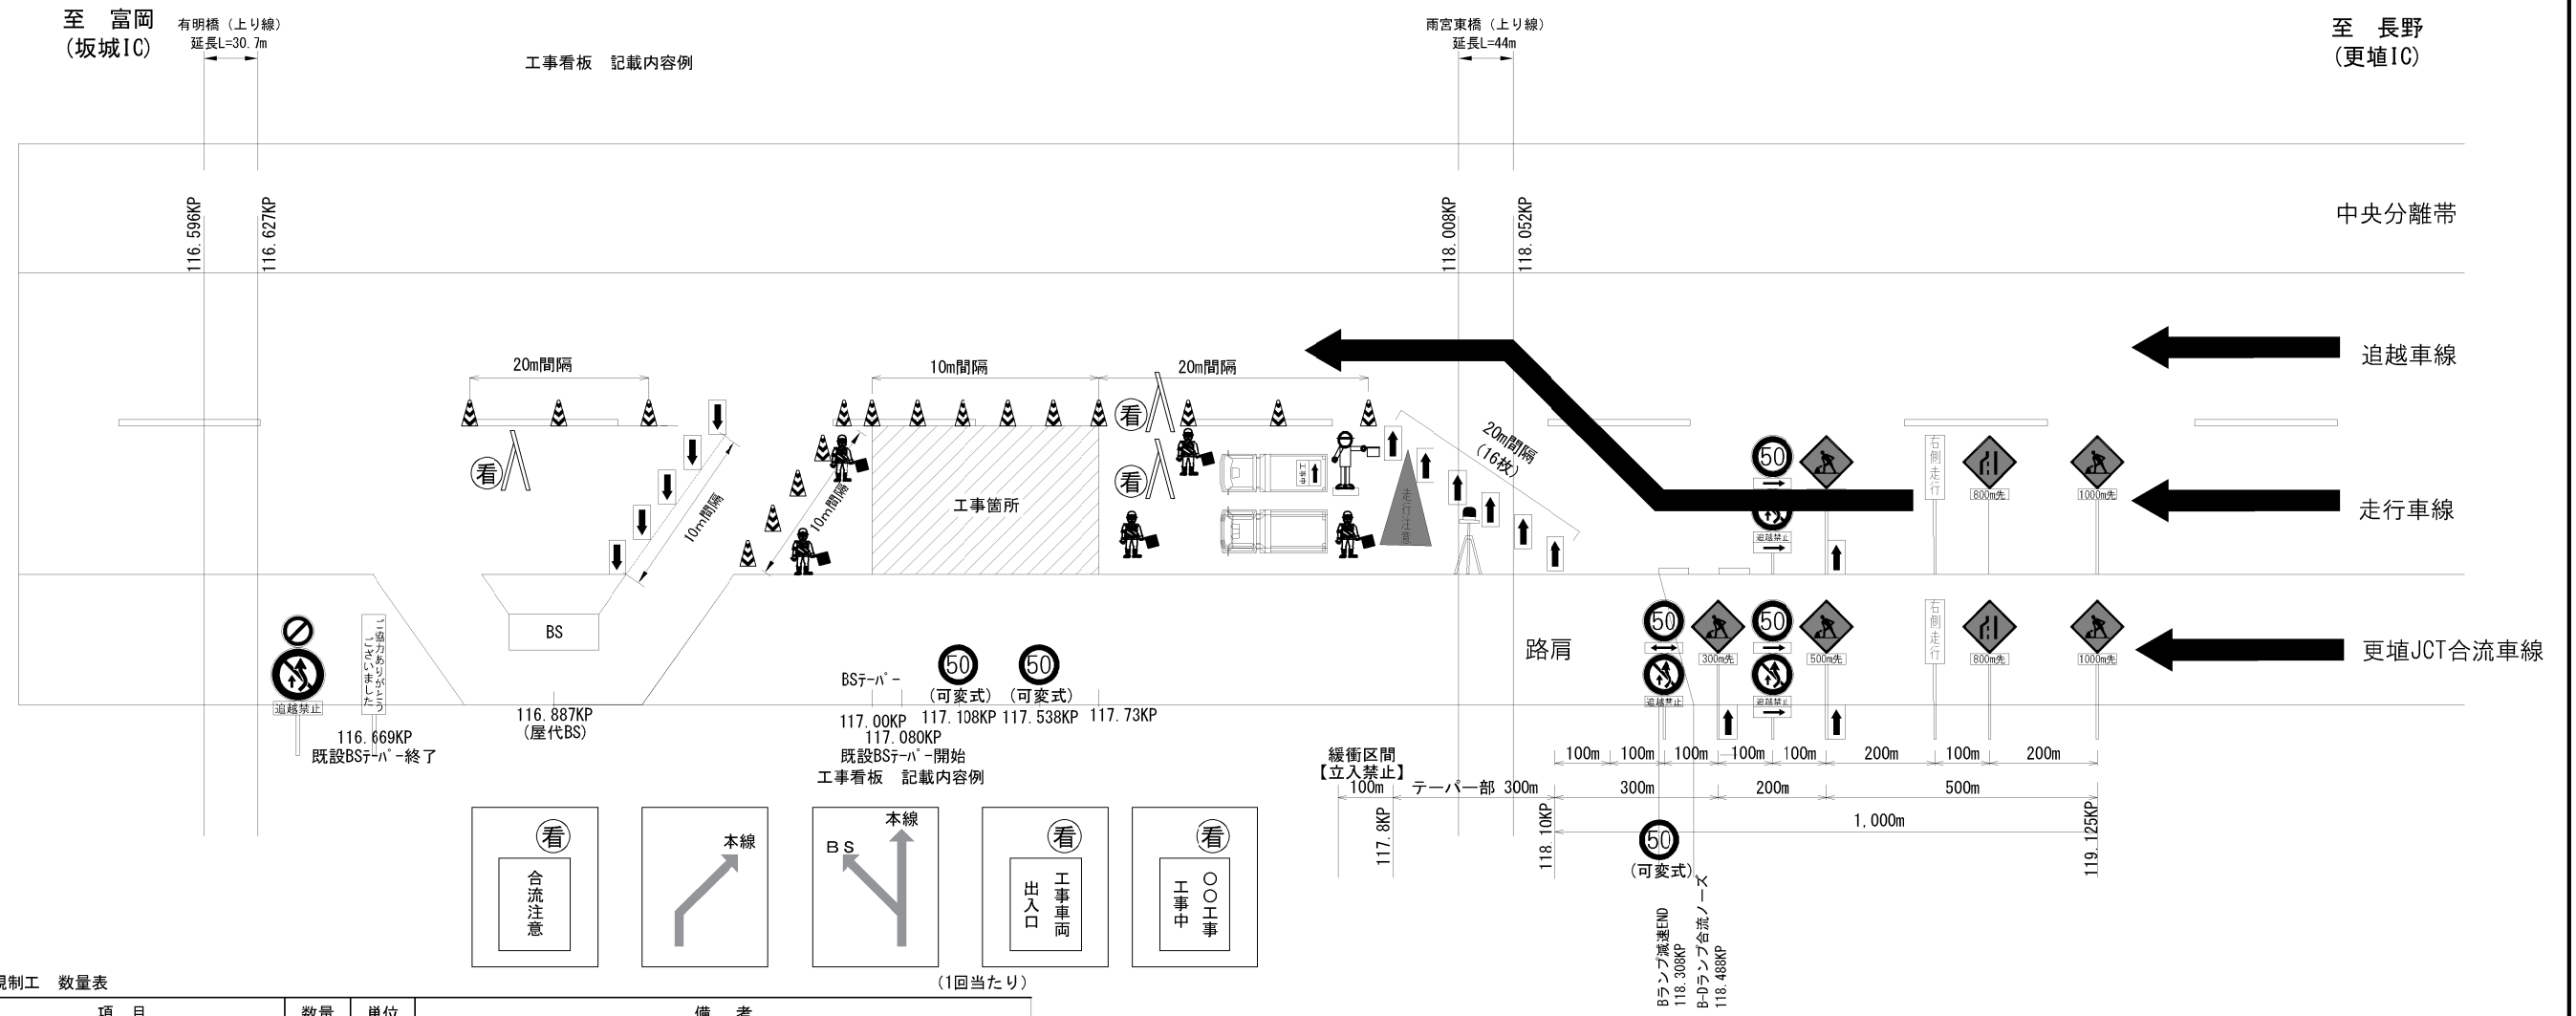 至　富岡
(坂城IC)
有明橋（上り線）
延長L=30.7m
工事看板　記載内容例
雨宮東橋（上り線）
延長L=44m
至　長野
(更埴IC)
116.596KP
116.627KP
118.008KP
118.052KP
中央分離帯
追越車線
走行車線
更埴JCT合流車線
20m間隔
10m間隔
20m間隔
看
看
看
10m間隔
10m間隔
工事箇所
工事中
走行注意
20m間隔
(16枚)
50
追越禁止
右側走行
800m先
1000m先
BS
路肩
50
追越禁止
300m先
50
追越禁止
500m先
右側走行
800m先
1000m先
追越禁止
ご協力ありがとう
ございました
116.669KP
既設BSﾃｰﾊﾟｰ終了
116.887KP
(屋代BS)
BSﾃｰﾊﾟｰ
50
(可変式)
50
(可変式)
117.00KP
117.108KP
117.538KP
117.73KP
117.080KP
既設BSﾃｰﾊﾟｰ開始
工事看板　記載内容例
緩衝区間
【立入禁止】
100m
テーパー部 300m
100m
100m
100m
100m
100m
200m
100m
200m
300m
200m
500m
1,000m
117.8KP
118.10KP
119.125KP
50
(可変式)
Bランプ減速END
118.308KP
B-Dランプ合流ノーズ
118.488KP
看
合流注意
本線
本線
ＢＳ
看
工事車両
出入口
看
〇〇工事
工事中
規制工　数量表
(1回当たり)
項　目
数量
単位
備　考